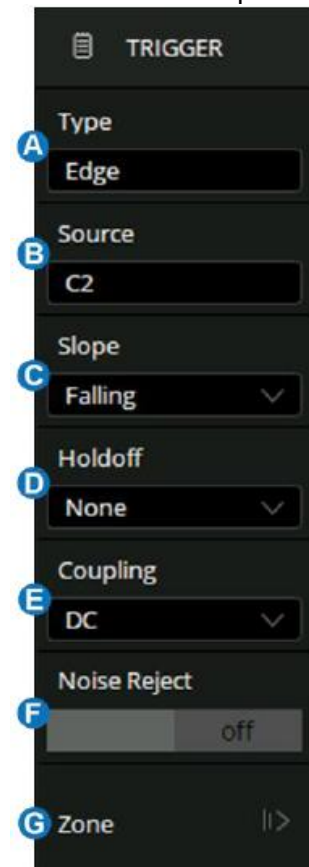 TRIGGER
Type
A
Edge
Source
B
C2
Slope
C
Falling
Holdoff
D
None
Coupling
E
DC
Noise Reject
F
off
G Zone